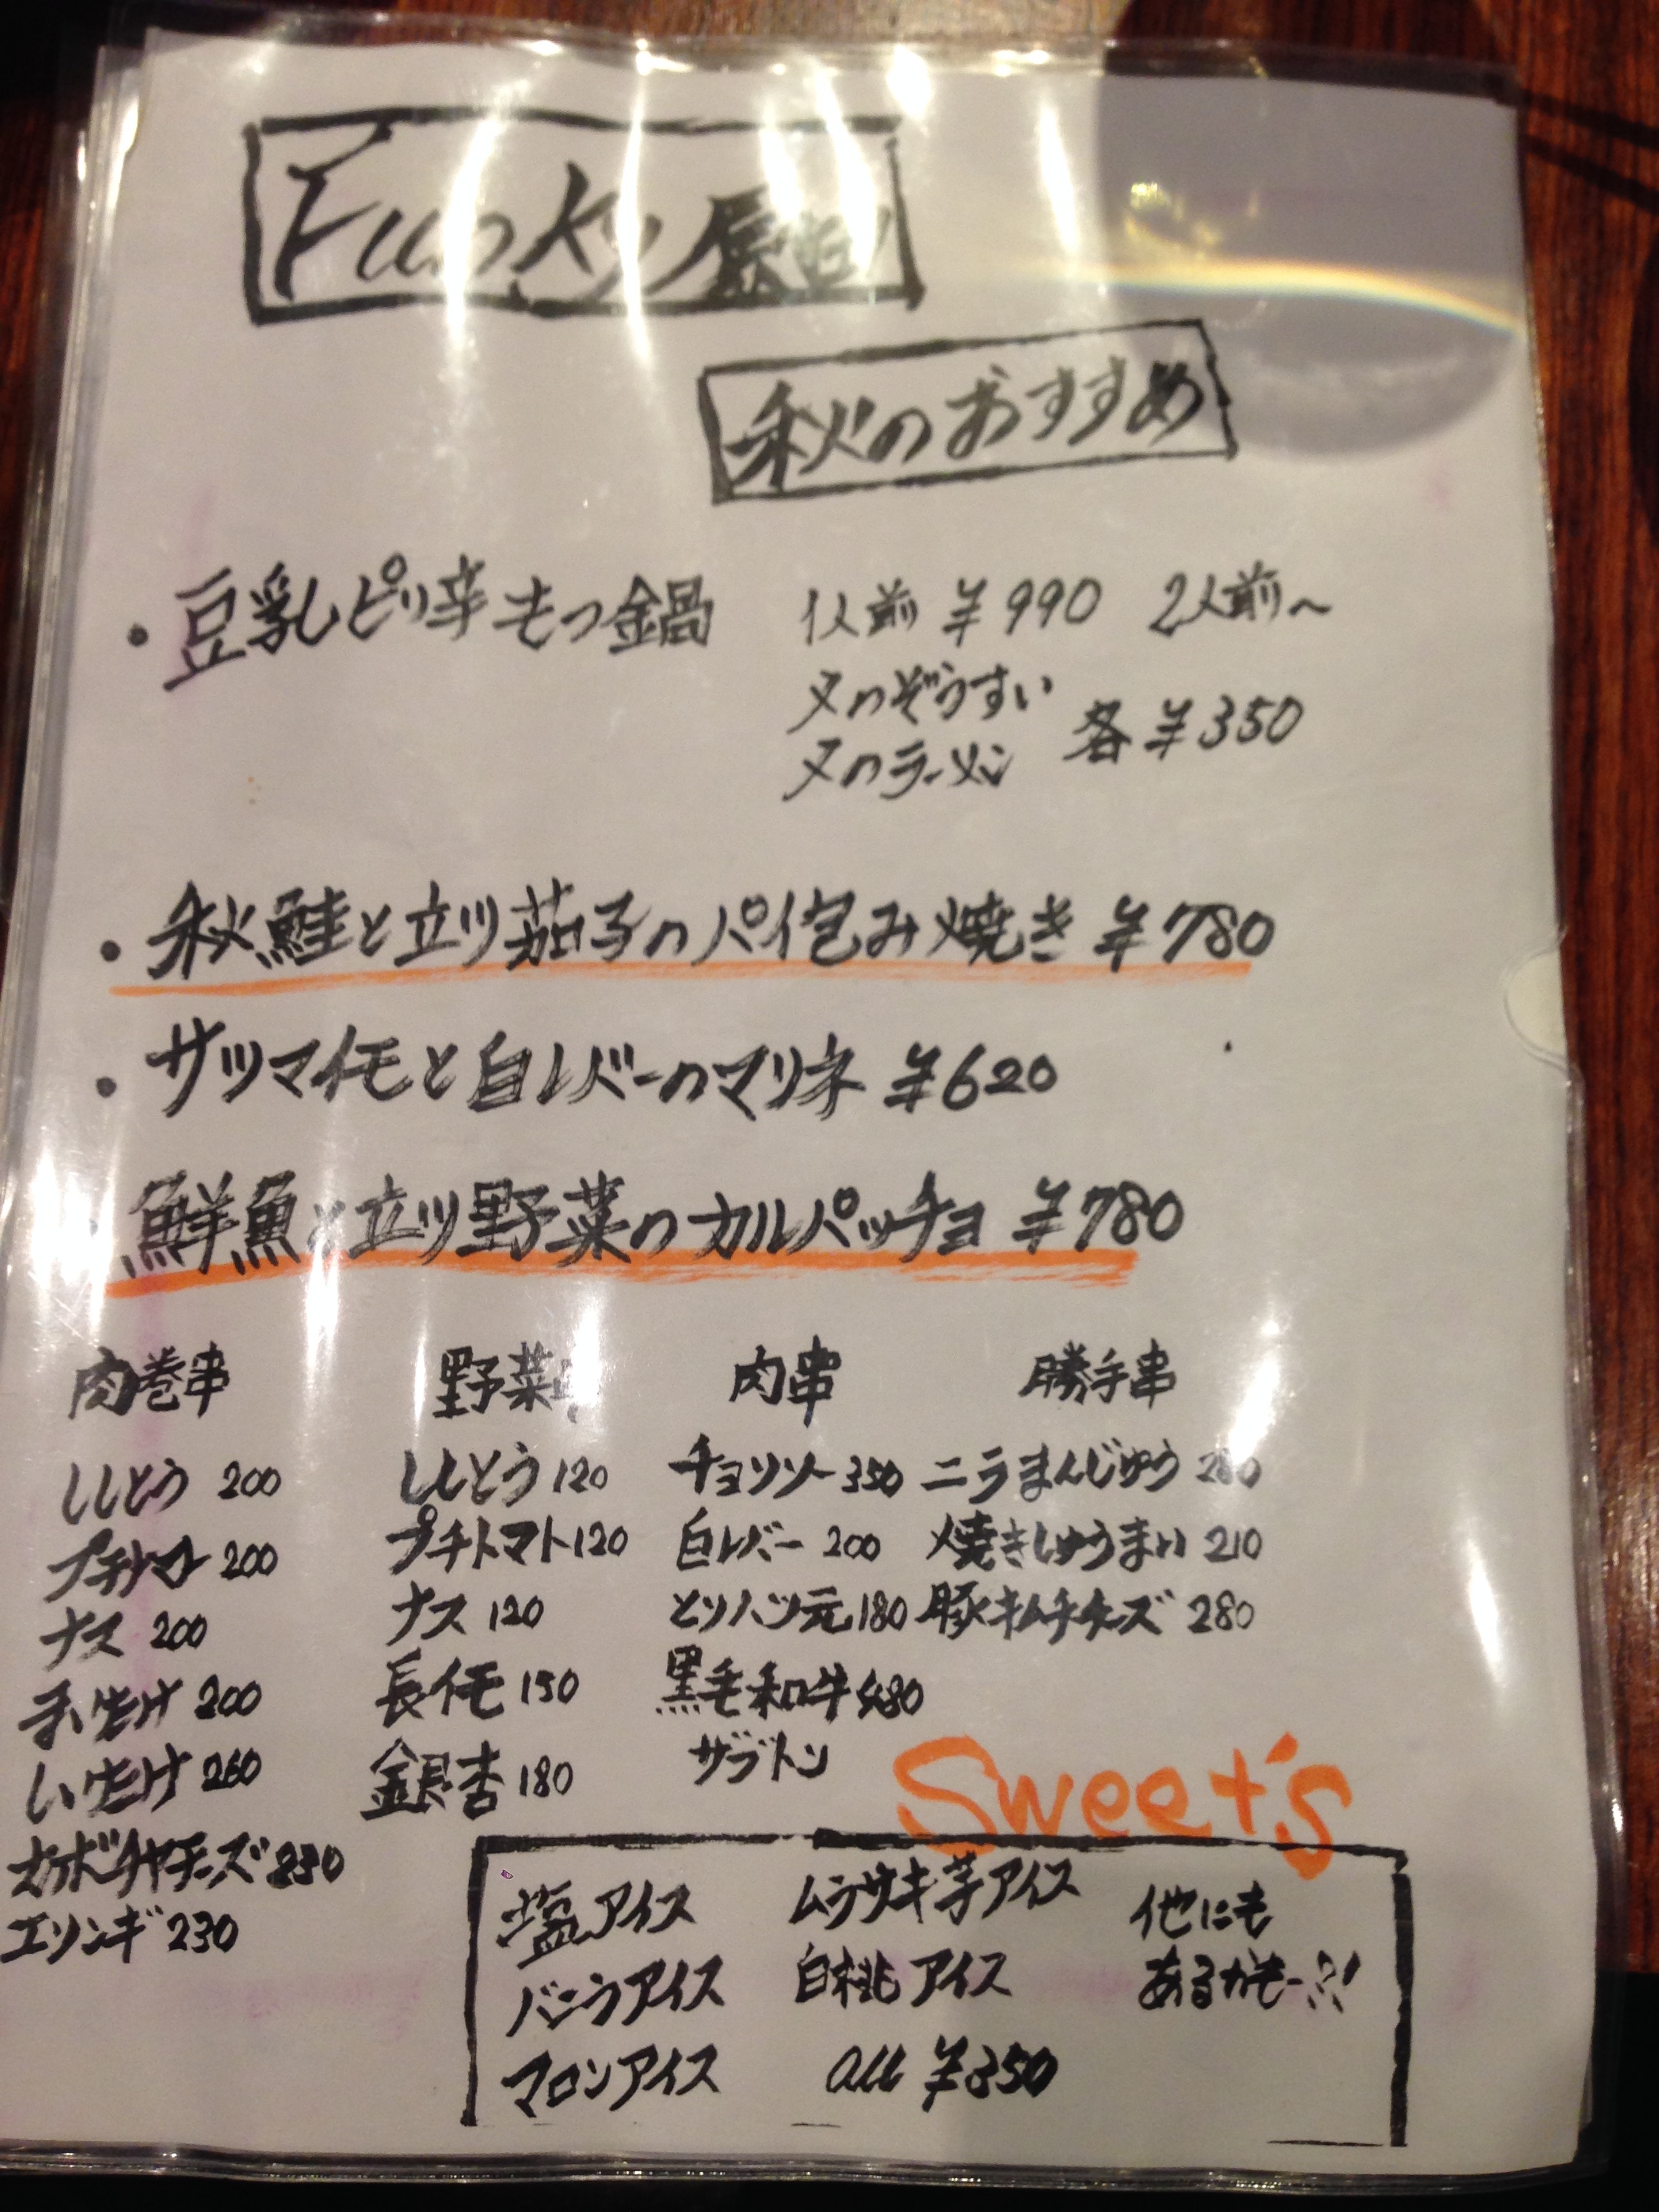 Funky
秋のおすすめ
・豆乳ピリ辛もつ鍋 1人前 ¥990 2人前〜
〆のぞうすい
〆のラーメン 各¥350
・秋鮭と立ツ茄子のパイ包み焼き ¥780
・サツマイモと白レバーのマリネ ¥620
・鮮魚と立ツ野菜のカルパッチョ ¥780
肉巻串
ししとう 200
プチトマト 200
ナス 200
まいたけ 200
しいたけ 260
カボチャチーズ 230
エリンギ 230
野菜串
ししとう 120
プチトマト 120
ナス 120
長イモ 150
銀杏 180
肉串
チョリソー 350
白レバー 200
とりハツ元 180
黒毛和牛 480
ザブトン
勝手串
ニラまんじゅう
焼きしゅうまい 210
豚キムチチーズ 280
Sweet's
塩アイス
バニラアイス
マロンアイス
ムラサキ芋アイス
白桃アイス
all ¥350
他にも
あるかもー!!